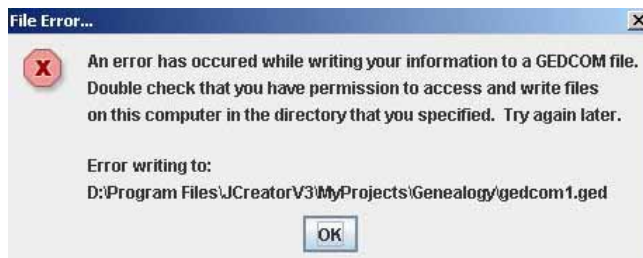 File Error...
An error has occured while writing your information to a GEDCOM file.
Double check that you have permission to access and write files
on this computer in the directory that you specified. Try again later.
Error writing to:
D:\Program Files\JCreatorV3\MyProjects\Genealogy\gedcom1.ged
OK